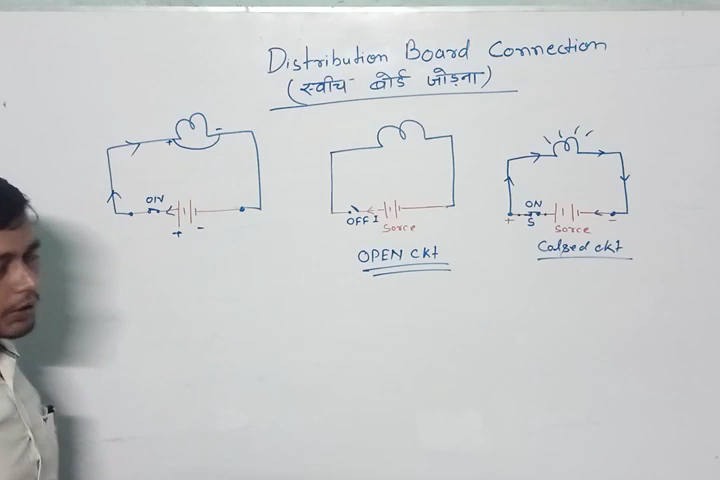 Distribution Board Connection
(स्वीच बोर्ड जोड़ना)
+ -
ON
+ -
OFF I
Sorce
OPEN ckt
ON
+ S Sorce -
Calsed ckt